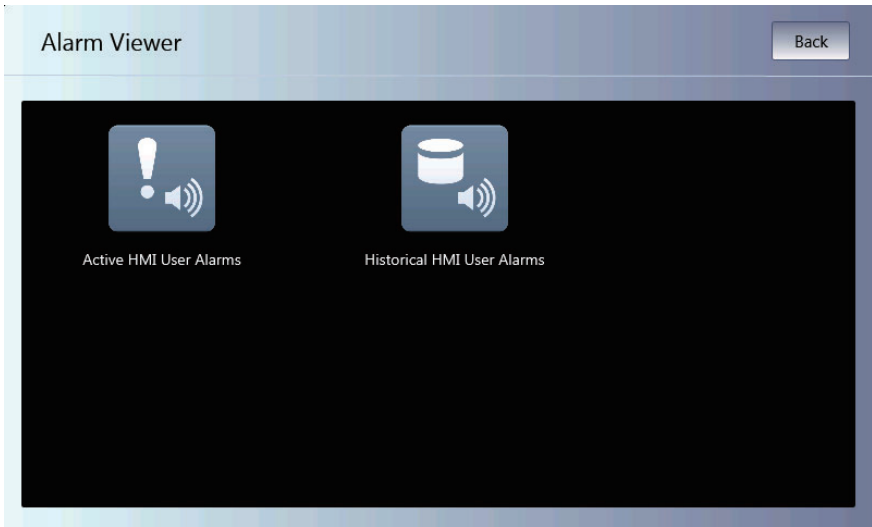 Alarm Viewer
Back
Active HMI User Alarms
Historical HMI User Alarms